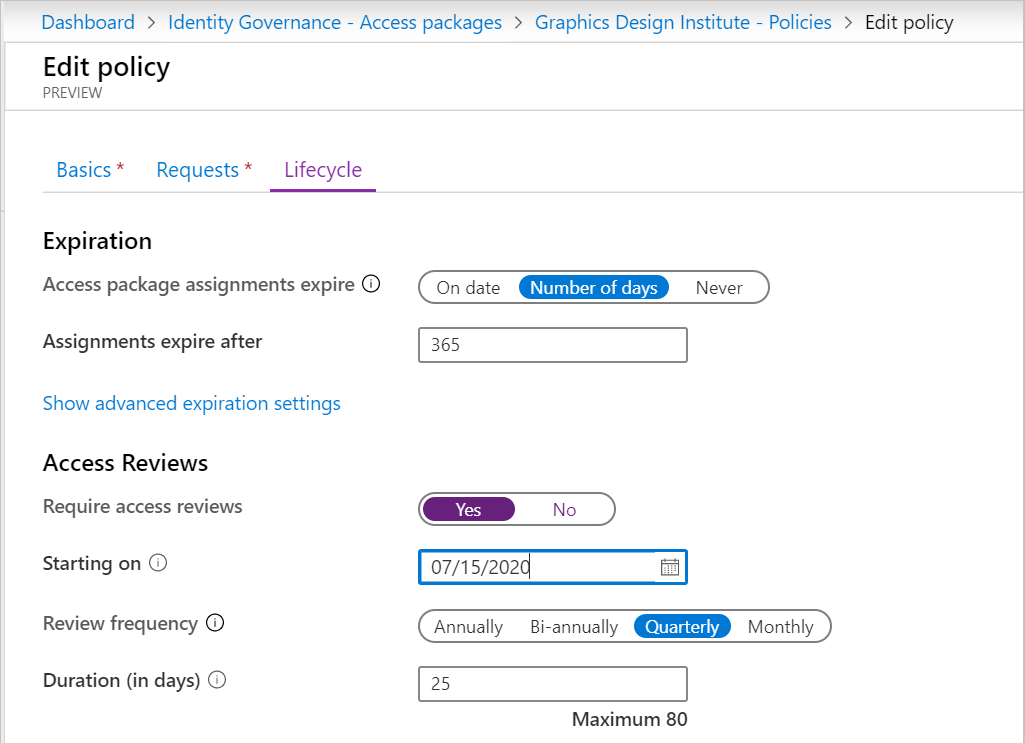 Dashboard > Identity Governance - Access packages > Graphics Design Institute - Policies > Edit policy
Edit policy
PREVIEW
Basics * Requests * Lifecycle
Expiration
Access package assignments expire On date Number of days Never
Assignments expire after 365
Show advanced expiration settings
Access Reviews
Require access reviews Yes No
Starting on 07/15/2020
Review frequency Annually Bi-annually Quarterly Monthly
Duration (in days) 25
Maximum 80